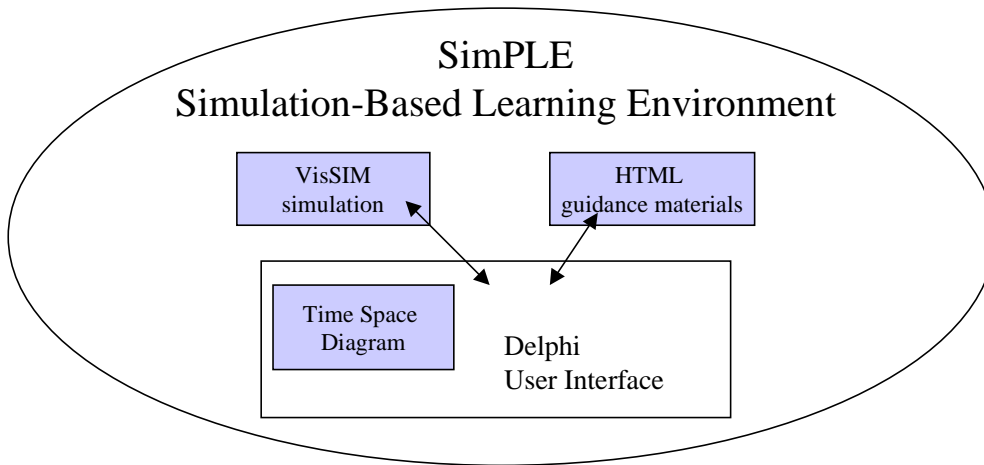 SimPLE
Simulation-Based Learning Environment
VisSIM
simulation
HTML
guidance materials
Time Space
Diagram
Delphi
User Interface